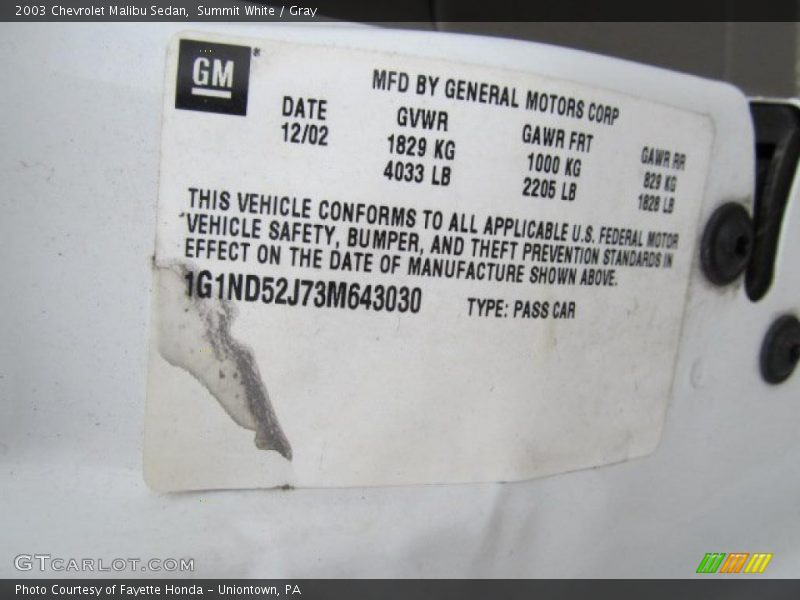 2003 Chevrolet Malibu Sedan, Summit White / Gray
GM
MFD BY GENERAL MOTORS CORP
DATE GVWR GAWR FRT GAWR RR
12/02 1829 KG 1000 KG 829 KG
4033 LB 2205 LB 1828 LB
THIS VEHICLE CONFORMS TO ALL APPLICABLE U.S. FEDERAL MOTOR
VEHICLE SAFETY, BUMPER, AND THEFT PREVENTION STANDARDS IN
EFFECT ON THE DATE OF MANUFACTURE SHOWN ABOVE.
1G1ND52J73M643030 TYPE: PASS CAR
GTCARLOT.COM
Photo Courtesy of Fayette Honda - Uniontown, PA